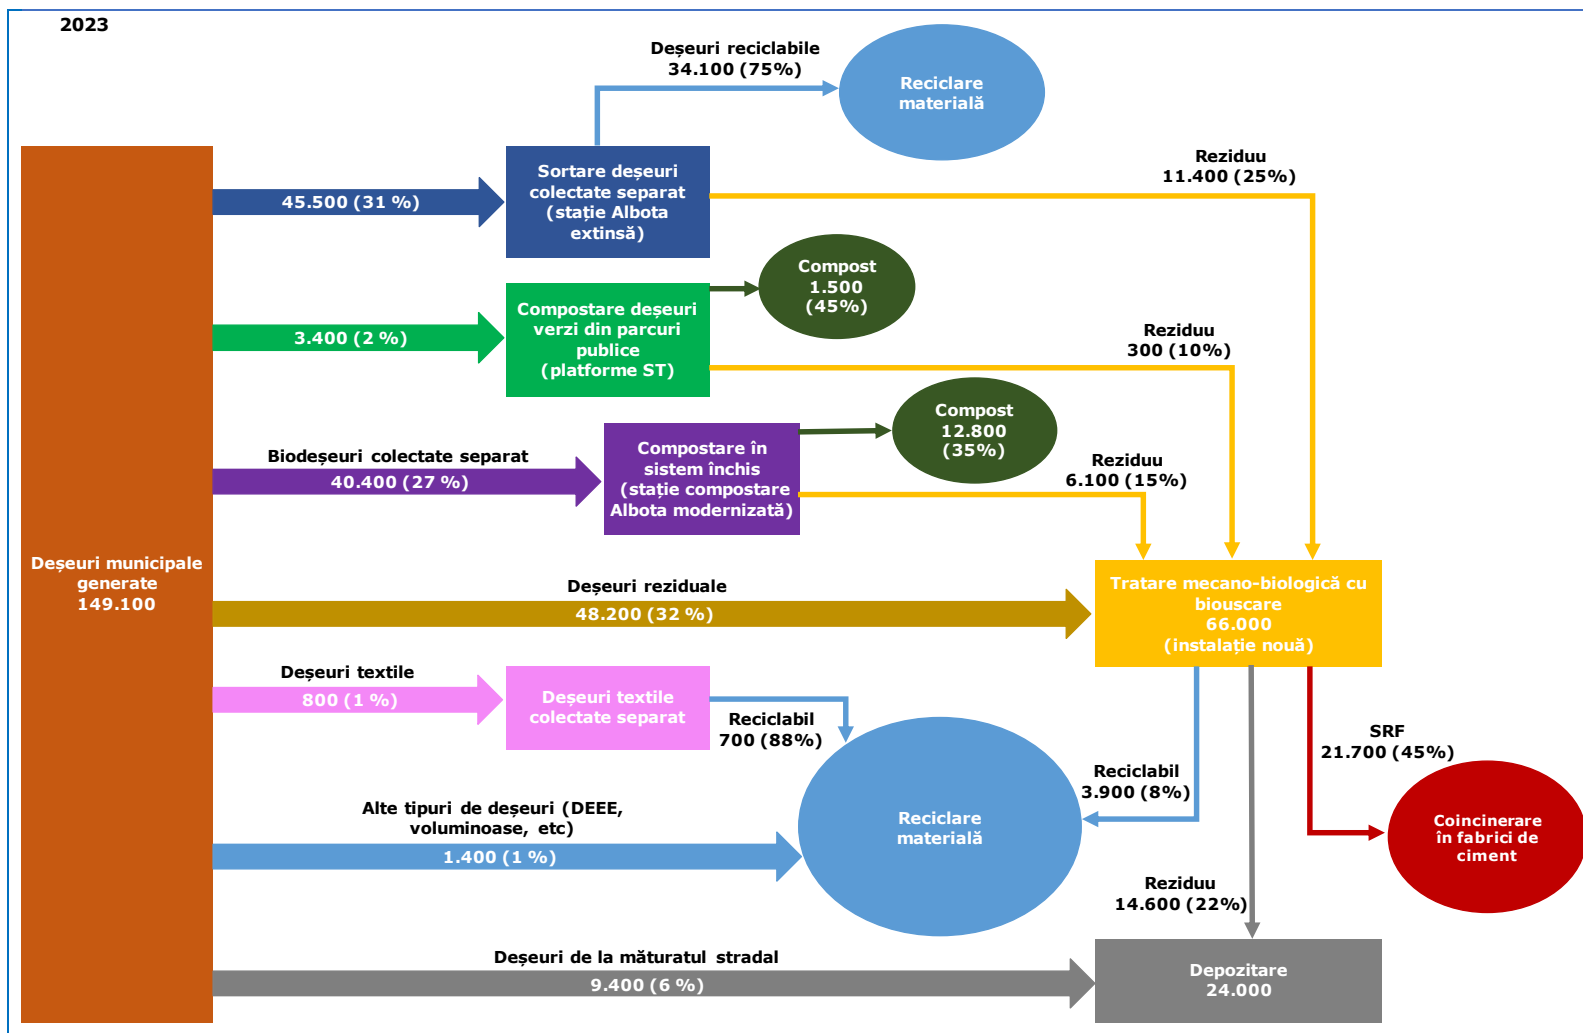 2023
Deșeuri reciclabile
34.100 (75%)
Reciclare
materială
Reziduu
11.400 (25%)
45.500 (31 %)
Sortare deșeuri
colectate separat
(stație Albota
extinsă)
Compost
1.500
(45%)
3.400 (2 %)
Compostare deșeuri
verzi din parcuri
publice
(platforme ST)
Reziduu
300 (10%)
Compost
12.800
(35%)
Biodeșeuri colectate separat
40.400 (27 %)
Compostare în
sistem închis
(stație compostare
Albota modernizată)
Reziduu
6.100 (15%)
Deșeuri municipale
generate
149.100
Deșeuri reziduale
48.200 (32 %)
Tratare mecano-biologică cu
biouscare
66.000
(instalație nouă)
Deșeuri textile
800 (1 %)
Deșeuri textile
colectate separat
Reciclabil
700 (88%)
SRF
21.700 (45%)
Reciclabil
3.900 (8%)
Alte tipuri de deșeuri (DEEE,
voluminoase, etc)
1.400 (1 %)
Reciclare
materială
Coincinerare
în fabrici de
ciment
Reziduu
14.600 (22%)
Deșeuri de la măturatul stradal
9.400 (6 %)
Depozitare
24.000